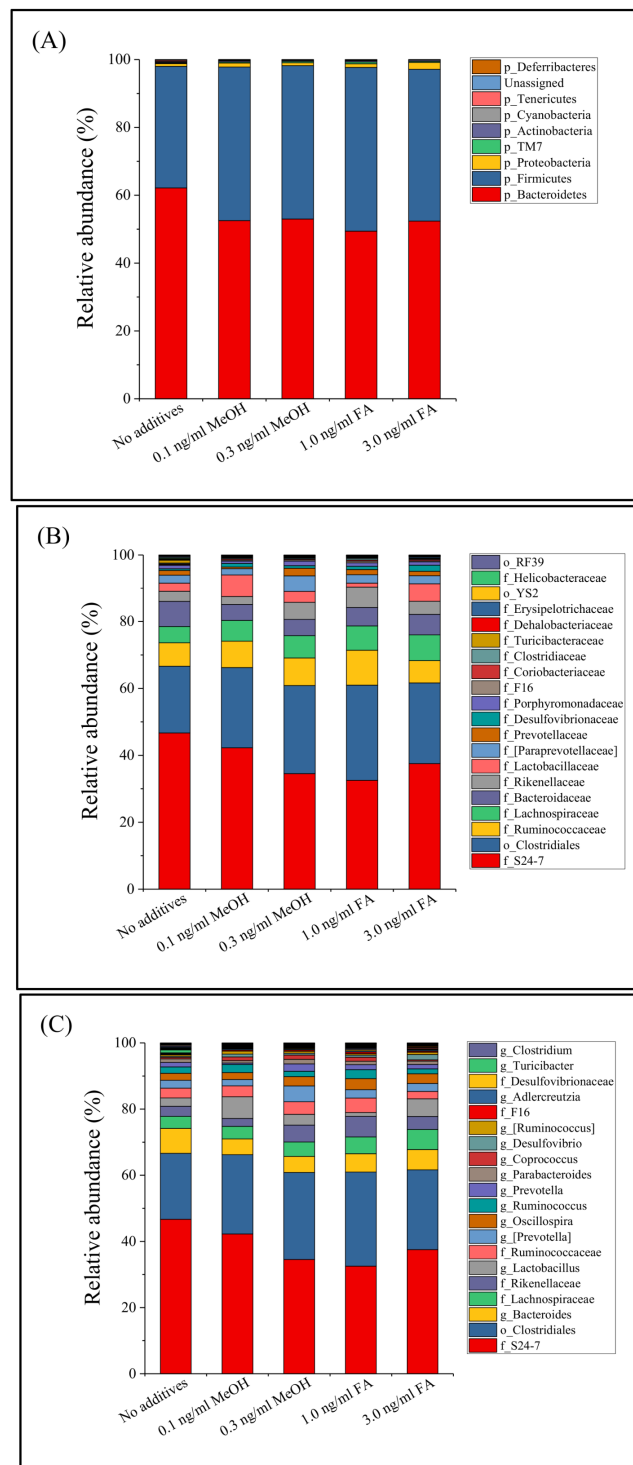 (A)
Relative abundance (%)
100
80
60
40
20
0
No additives
0.1 ng/ml MeOH
0.3 ng/ml MeOH
1.0 ng/ml FA
3.0 ng/ml FA
p_Deferribacteres
Unassigned
p_Tenericutes
p_Cyanobacteria
p_Actinobacteria
p_TM7
p_Proteobacteria
p_Firmicutes
p_Bacteroidetes
(B)
Relative abundance (%)
100
80
60
40
20
0
No additives
0.1 ng/ml MeOH
0.3 ng/ml MeOH
1.0 ng/ml FA
3.0 ng/ml FA
o_RF39
f_Helicobacteraceae
o_YS2
f_Erysipelotrichaceae
f_Dehalobacteriaceae
f_Turicibacteraceae
f_Clostridiaceae
f_Coriobacteriaceae
f_F16
f_Porphyromonadaceae
f_Desulfovibrionaceae
f_Prevotellaceae
f_[Paraprevotellaceae]
f_Lactobacillaceae
f_Rikenellaceae
f_Bacteroidaceae
f_Lachnospiraceae
f_Ruminococcaceae
o_Clostridiales
f_S24-7
(C)
Relative abundance (%)
100
80
60
40
20
0
No additives
0.1 ng/ml MeOH
0.3 ng/ml MeOH
1.0 ng/ml FA
3.0 ng/ml FA
g_Clostridium
g_Turicibacter
f_Desulfovibrionaceae
g_Adlercreutzia
f_F16
g_[Ruminococcus]
g_Desulfovibrio
g_Coprococcus
g_Parabacteroides
g_Prevotella
g_Ruminococcus
g_Oscillospira
g_[Prevotella]
f_Ruminococcaceae
g_Lactobacillus
f_Rikenellaceae
f_Lachnospiraceae
g_Bacteroides
o_Clostridiales
f_S24-7